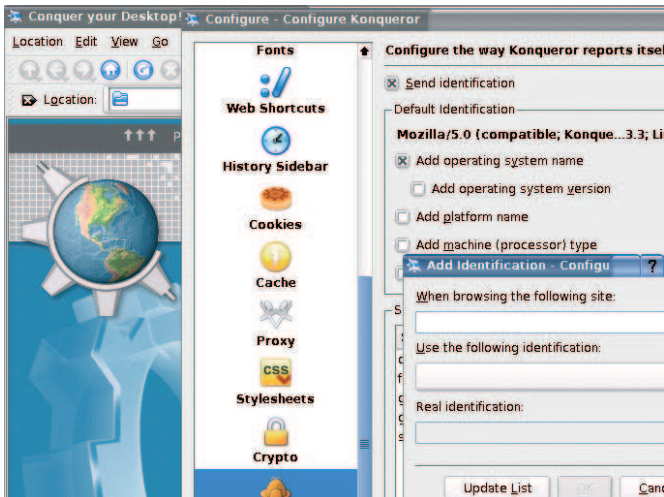 Conquer your Desktop!
Configure - Configure Konqueror
Location Edit View Go
Location:
Fonts
Web Shortcuts
History Sidebar
Cookies
Cache
Proxy
CSS
Stylesheets
Crypto
Configure the way Konqueror reports itsel
Send identification
Default Identification
Mozilla/5.0 (compatible; Konque...3.3; Li
Add operating system name
Add operating system version
Add platform name
Add machine (processor) type
Add Identification - Configu ?
When browsing the following site:
Use the following identification:
Real identification:
Update List OK Canc